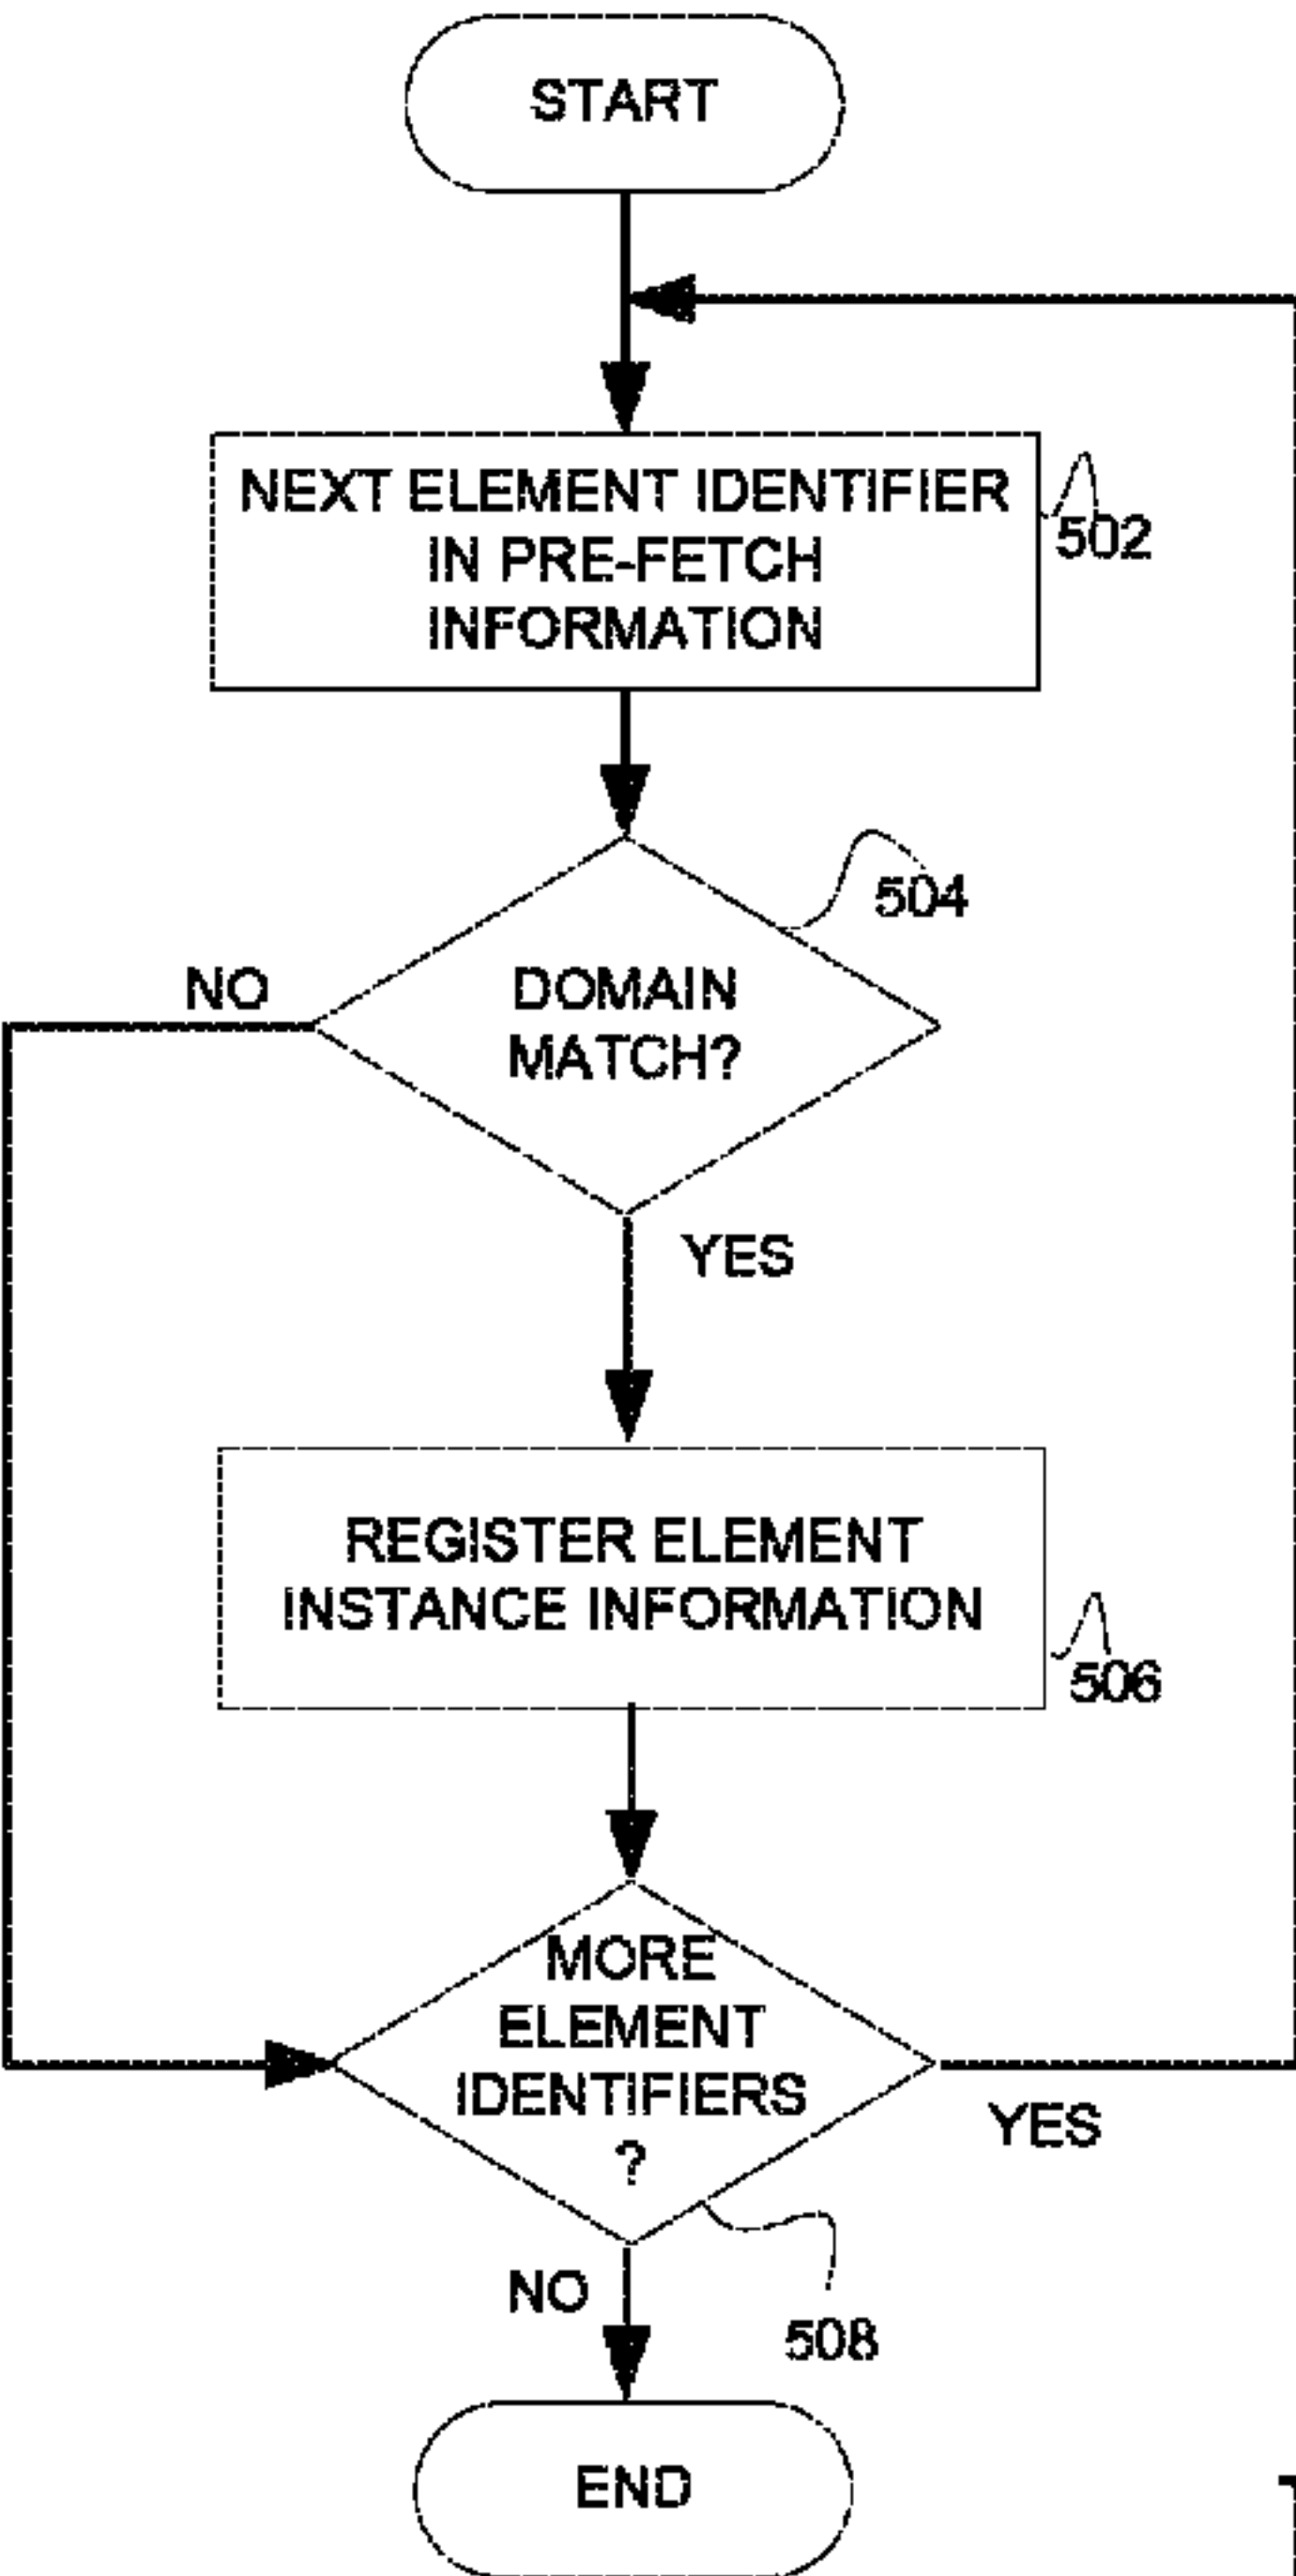 START
NEXT ELEMENT IDENTIFIER
IN PRE-FETCH
INFORMATION
502
504
NO
DOMAIN
MATCH?
YES
REGISTER ELEMENT
INSTANCE INFORMATION
506
MORE
ELEMENT
IDENTIFIERS
?
YES
NO
508
END